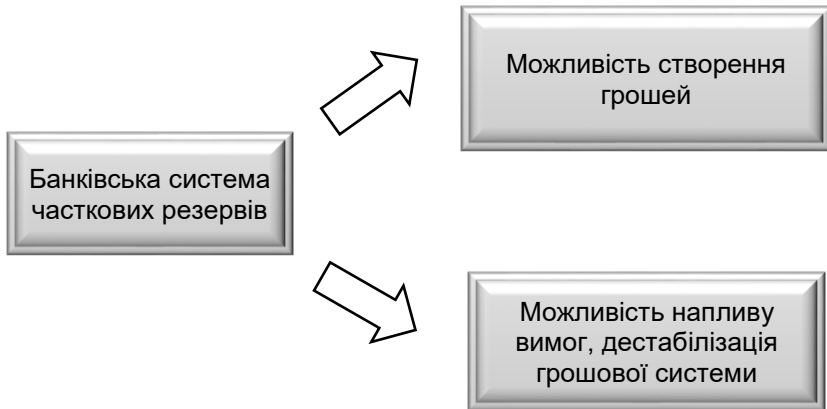 Можливість створення
грошей
Банківська система
часткових резервів
Можливість напливу
вимог, дестабілізація
грошової системи